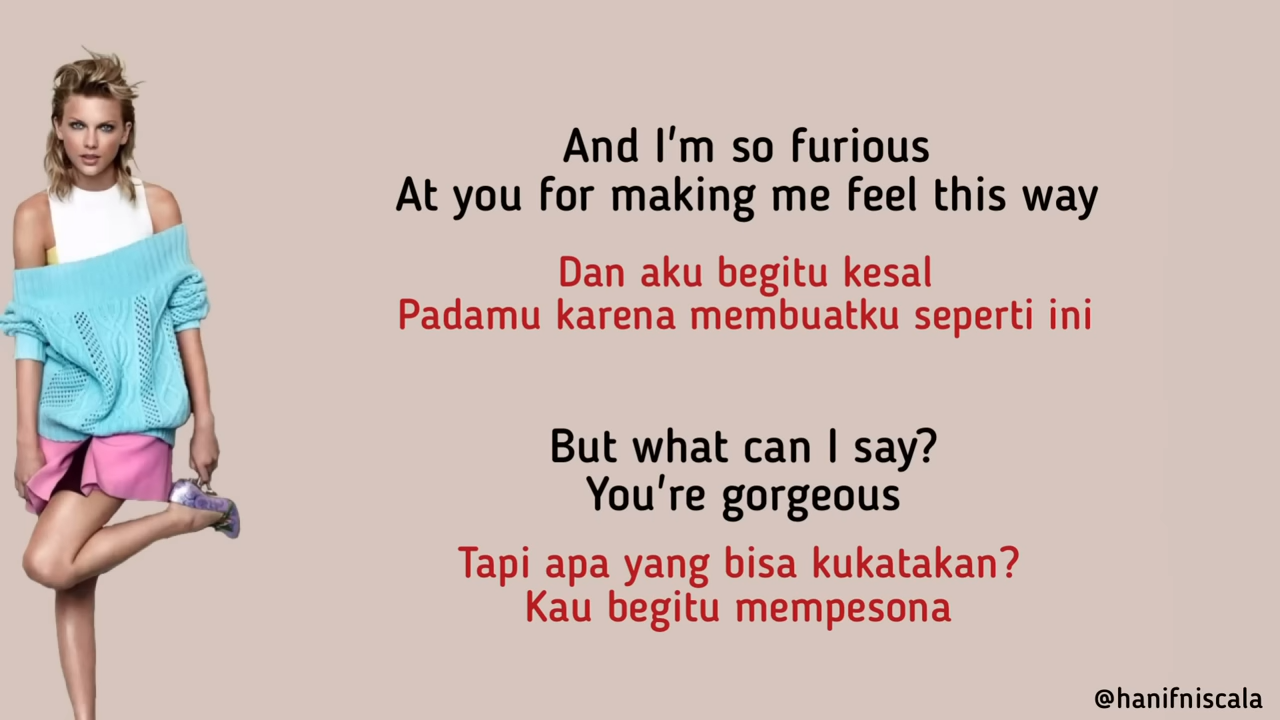 And I'm so furious
At you for making me feel this way
Dan aku begitu kesal
Padamu karena membuatku seperti ini
But what can I say?
You're gorgeous
Tapi apa yang bisa kukatakan?
Kau begitu mempesona
@hanifniscala